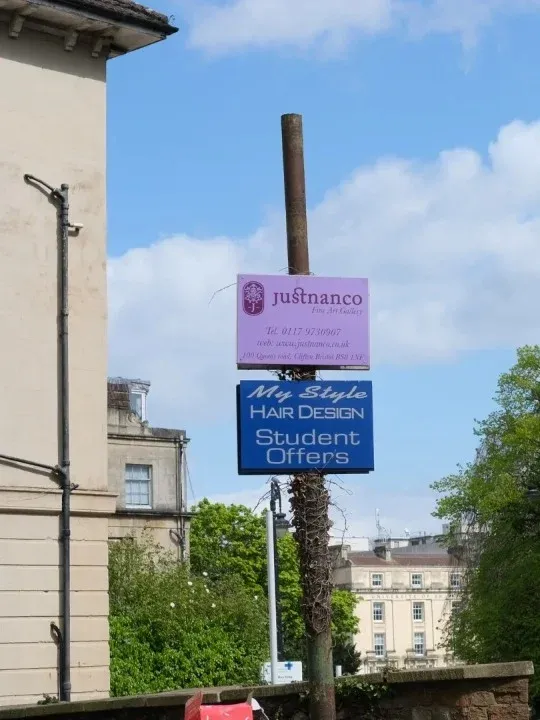 justnanco
Fine Art Gallery
Tel. 0117 9730907
web: www.justnanco.co.uk
My Style
HAIR DESIGN
Student
Offers